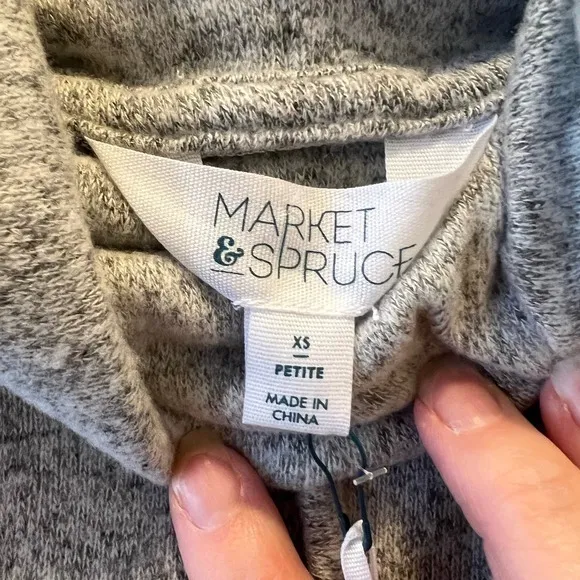 MARKET
& SPRUCE
XS
PETITE
MADE IN
CHINA